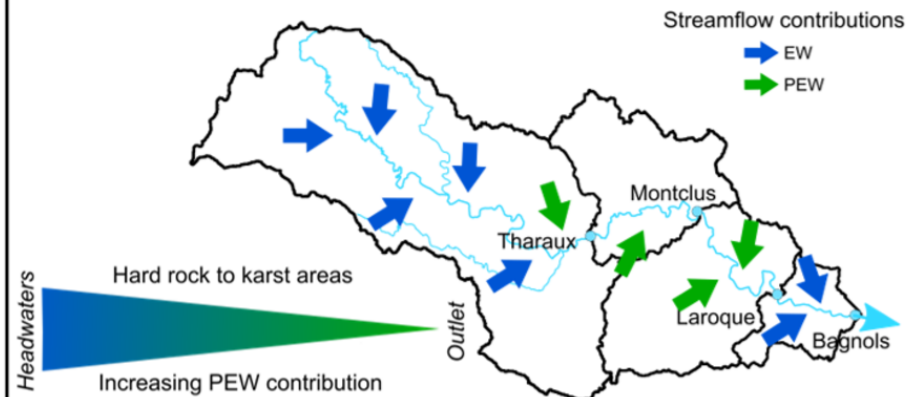 Streamflow contributions
EW
PEW
Montclus
Tharaux
Hard rock to karst areas
Headwaters
Outlet
Laroque
Bagnols
Increasing PEW contribution